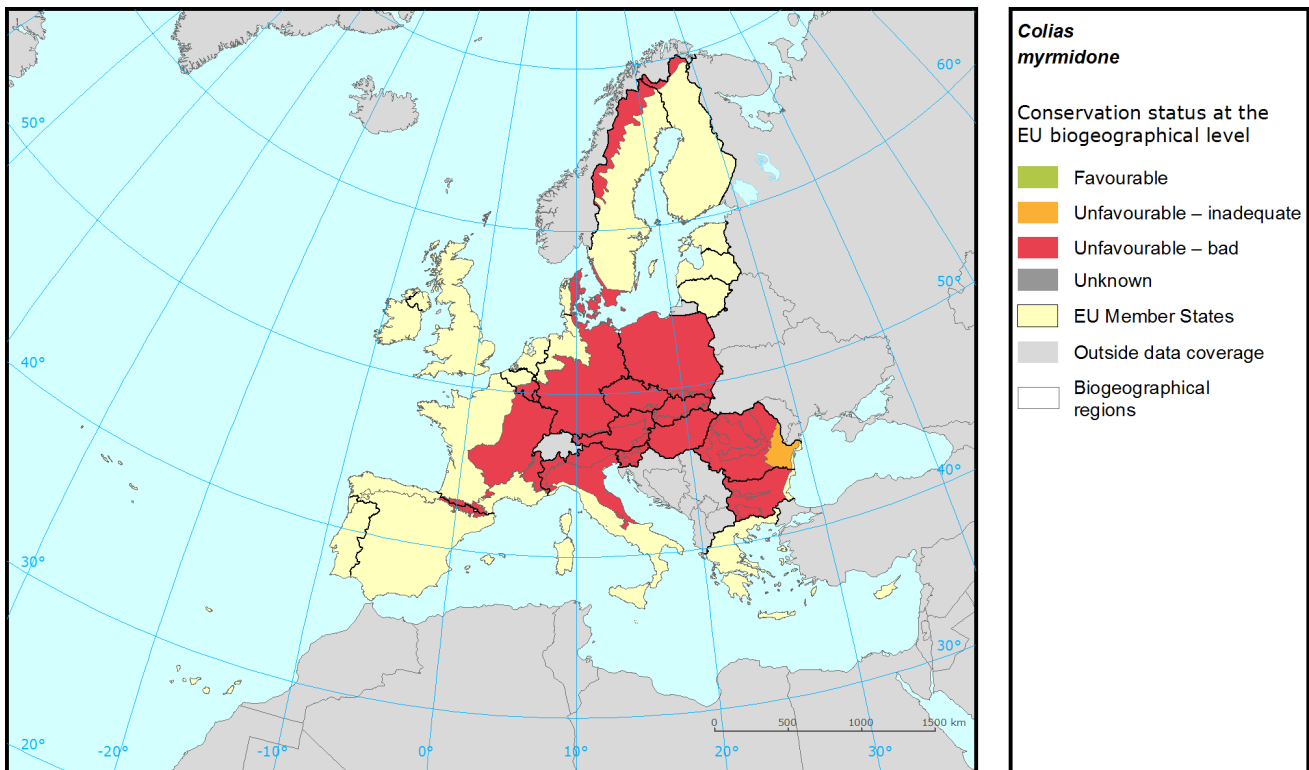 60°
50°
50°
40°
40°
30°
30°
20°
-20°
-10°
0°
10°
20°
30°
0 500 1000 1500 km
Colias
myrmidone
Conservation status at the
EU biogeographical level
Favourable
Unfavourable – inadequate
Unfavourable – bad
Unknown
EU Member States
Outside data coverage
Biogeographical
regions